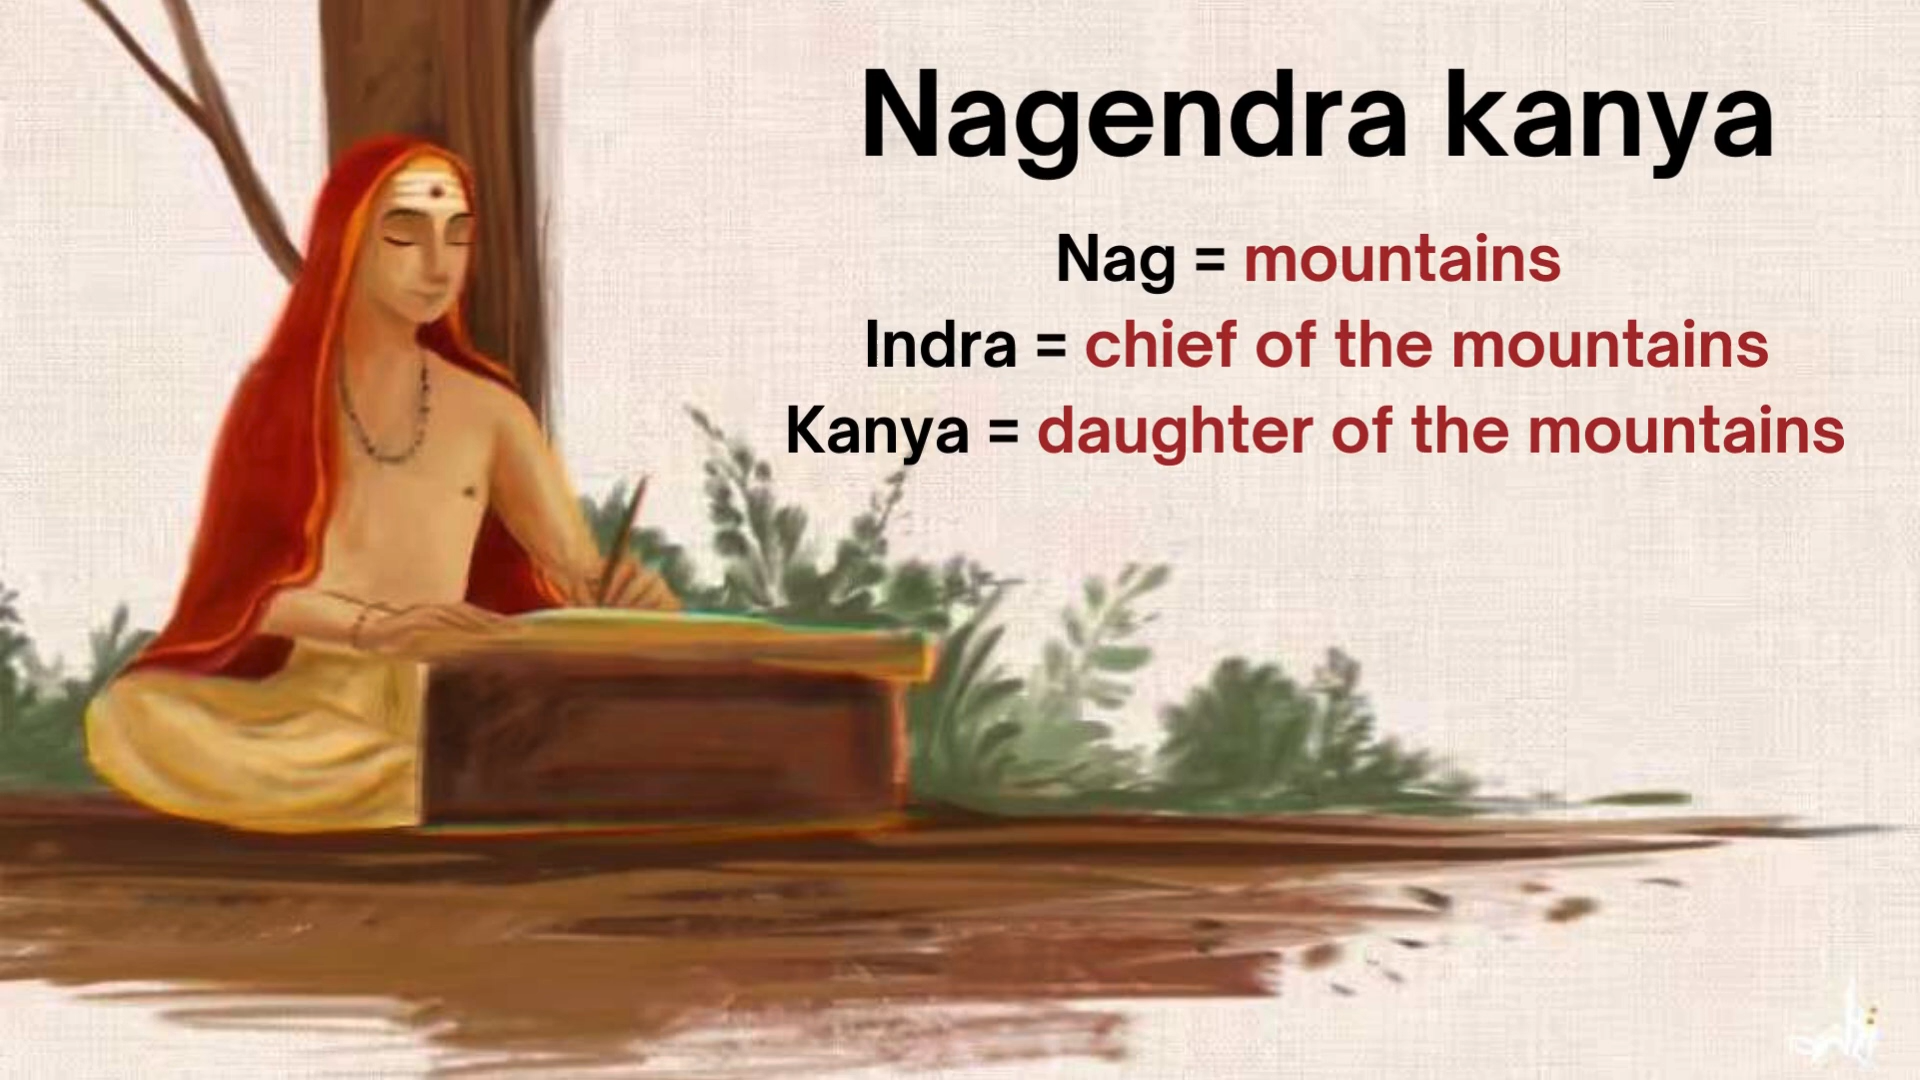 Nagendra kanya
Nag = mountains
Indra = chief of the mountains
Kanya = daughter of the mountains